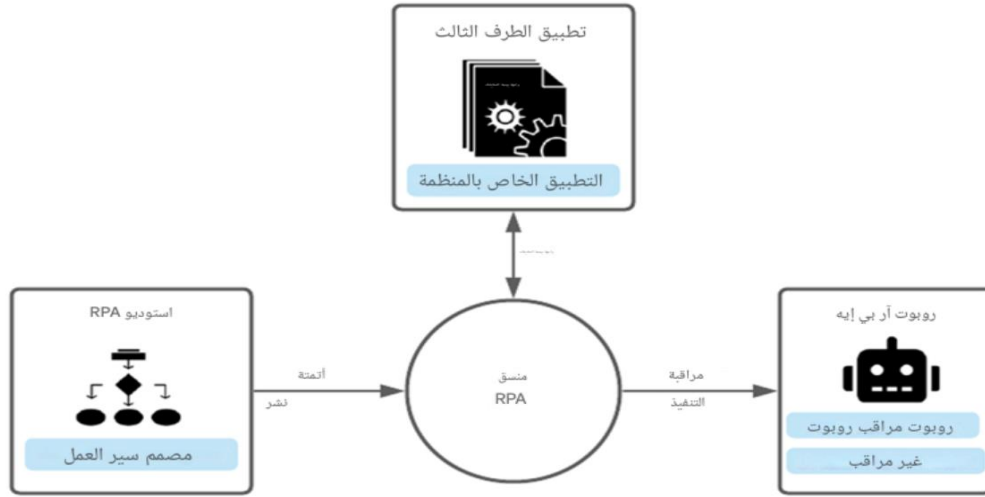 تطبيق الطرف الثالث
التطبيق الخاص بالمنظمة
استوديو RPA
مصمم سير العمل
أتمتة
نشر
منسق
RPA
مراقبة
التنفيذ
روبوت آر بي إيه
روبوت مراقب روبوت
غير مراقب